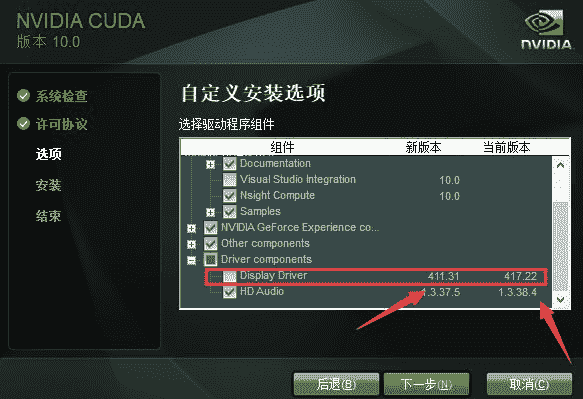 NVIDIA CUDA
版本 10.0
NVIDIA
系统检查
许可协议
选项
安装
结束
自定义安装选项
选择驱动程序组件
组件 新版本 当前版本
Documentation
Visual Studio Integration 10.0
Nsight Compute 10.0
Samples
NVIDIA GeForce Experience co...
Other components
Driver components
Display Driver 411.31 417.22
HD Audio 1.3.37.5 1.3.38.4
后退(B) 下一步(N) 取消(C)